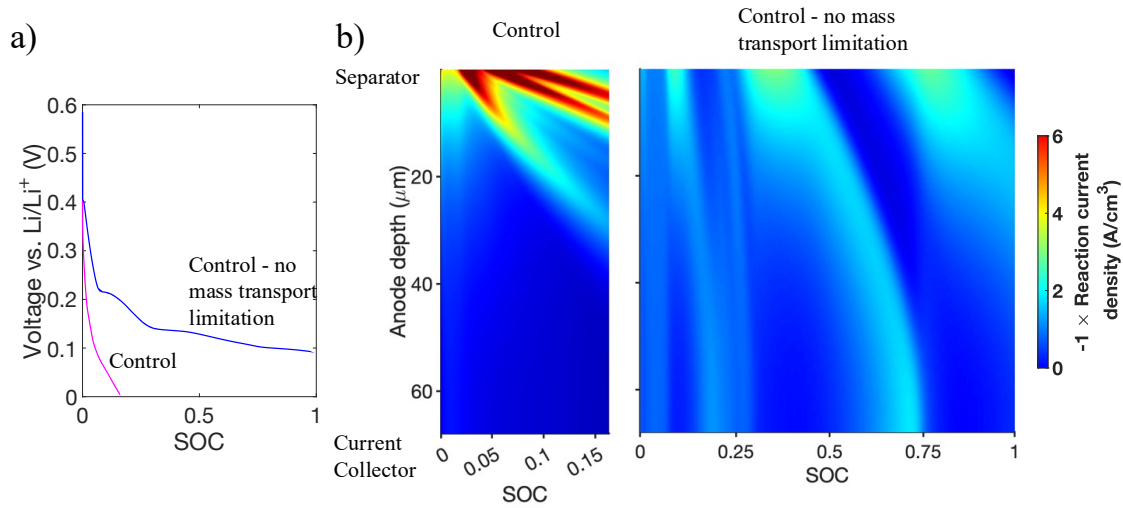 a)
Voltage vs. Li/Li⁺ (V)
0.6
0.5
0.4
0.3
0.2
0.1
0
0 0.5 1
SOC
Control - no
mass transport
limitation
Control
b)
Control
Separator
Anode depth (μm)
20
40
60
Current
Collector
0 0.05 0.1 0.15
SOC
Control - no mass
transport limitation
0 0.25 0.5 0.75 1
SOC
6
4
2
0
-1 × Reaction current
density (A/cm³)